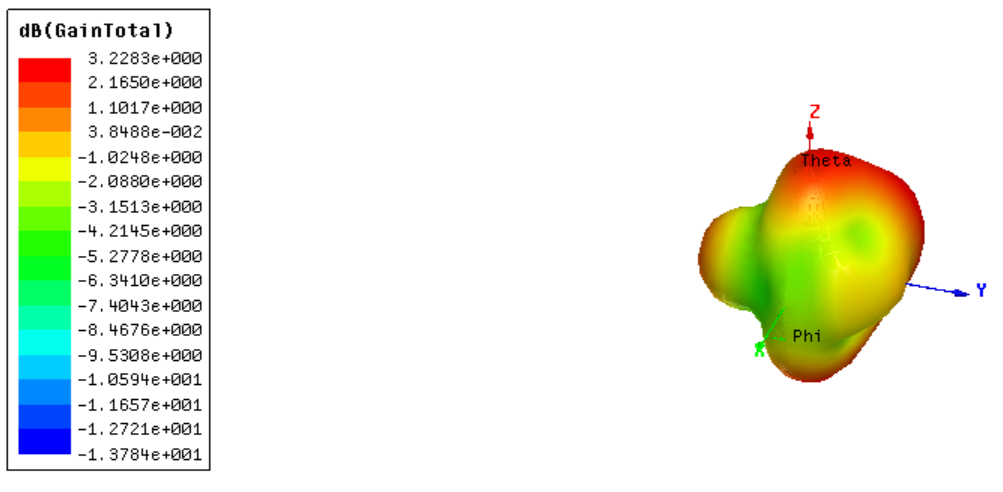 dB(GainTotal)
3.2283e+000
2.1650e+000
1.1017e+000
3.8488e-002
-1.0248e+000
-2.0880e+000
-3.1513e+000
-4.2145e+000
-5.2778e+000
-6.3410e+000
-7.4043e+000
-8.4676e+000
-9.5308e+000
-1.0594e+001
-1.1657e+001
-1.2721e+001
-1.3784e+001
Z
Theta
Y
Phi
X